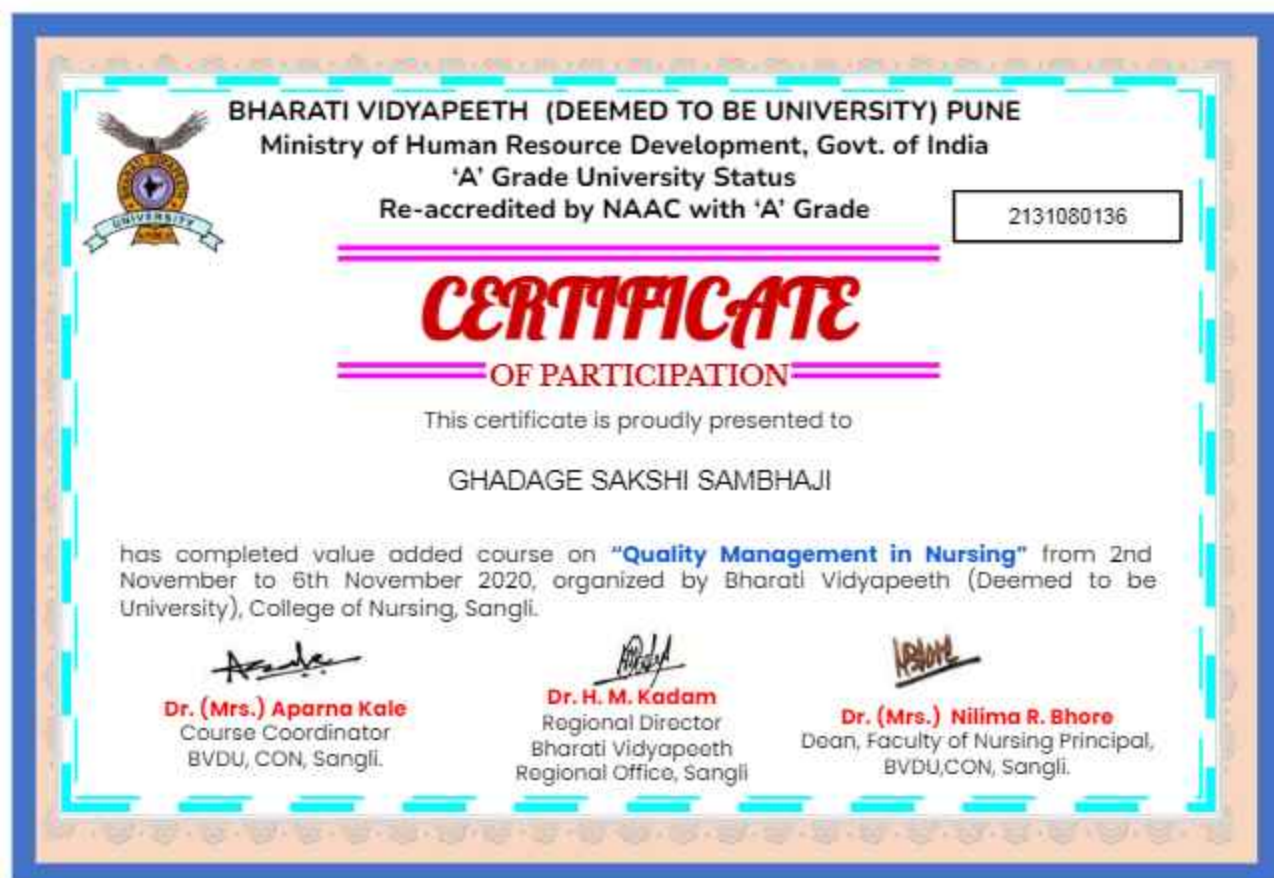 BHARATI VIDYAPEETH (DEEMED TO BE UNIVERSITY) PUNE
Ministry of Human Resource Development, Govt. of India
‘A’ Grade University Status
Re-accredited by NAAC with ‘A’ Grade
2131080136
BHARATI VIDYAPEETH
UNIVERSITY
CERTIFICATE
OF PARTICIPATION
This certificate is proudly presented to
GHADAGE SAKSHI SAMBHAJI
has completed value added course on “Quality Management in Nursing” from 2nd
November to 6th November 2020, organized by Bharati Vidyapeeth (Deemed to be
University), College of Nursing, Sangli.
Dr. (Mrs.) Aparna Kale
Course Coordinator
BVDU, CON, Sangli.
Dr. H. M. Kadam
Regional Director
Bharati Vidyapeeth
Regional Office, Sangli
Dr. (Mrs.) Nilima R. Bhore
Dean, Faculty of Nursing Principal,
BVDU,CON, Sangli.